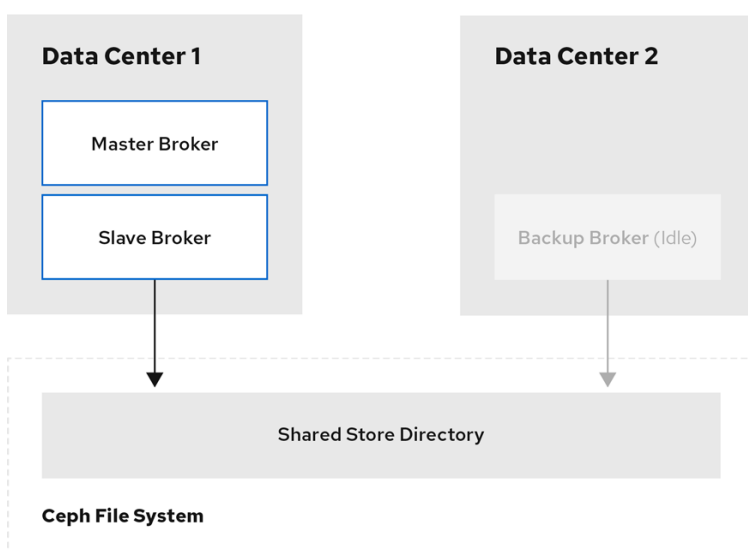 Data Center 1
Master Broker
Slave Broker
Data Center 2
Backup Broker (Idle)
Shared Store Directory
Ceph File System